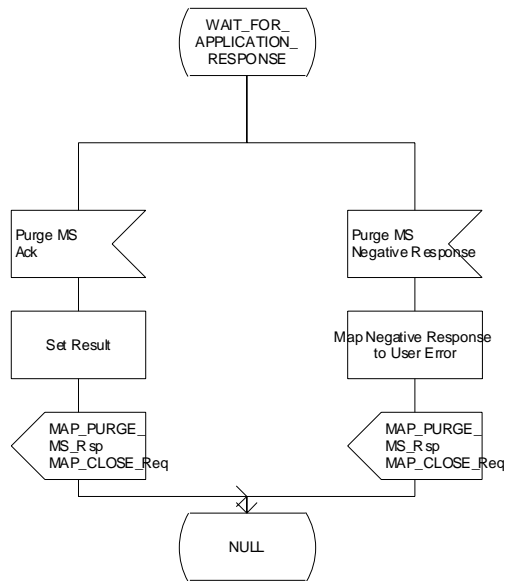 WAIT_FOR_
APPLICATION_
RESPONSE
Purge MS
Ack
Purge MS
Negative Response
Set Result
Map Negative Response
to User Error
MAP_PURGE_
MS_Rsp
MAP_CLOSE_Req
MAP_PURGE_
MS_Rsp
MAP_CLOSE_Req
NULL